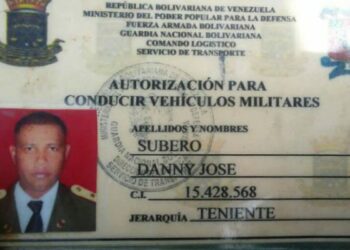 REPÚBLICA BOLIVARIANA DE VENEZUELA
MINISTERIO DEL PODER POPULAR PARA LA DEFENSA
FUERZA ARMADA BOLIVARIANA
GUARDIA NACIONAL BOLIVARIANA
COMANDO LOGISTICO
SERVICIO DE TRANSPORTE
AUTORIZACIÓN PARA
CONDUCIR VEHÍCULOS MILITARES
APELLIDOS Y NOMBRES
SUBERO
DANNY JOSE
C.I. 15.428.568
JERARQUÍA: TENIENTE